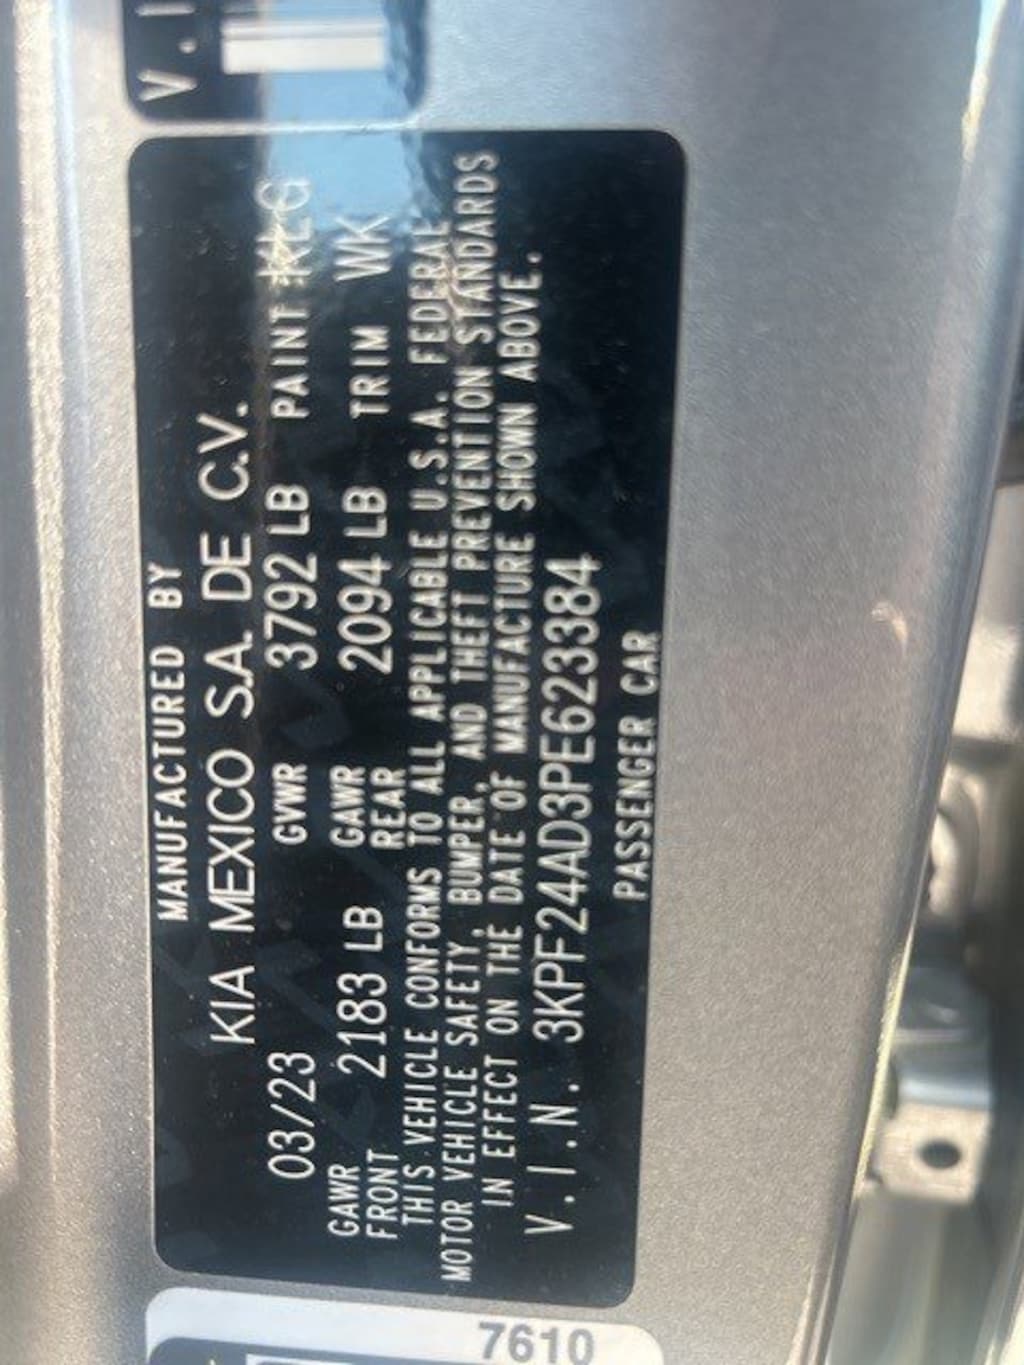 V.I
MANUFACTURED BY
KIA MEXICO S.A. DE C.V.
03/23 GVWR 3792 LB PAINT KLG
GAWR FRONT 2183 LB GAWR REAR 2094 LB TRIM WK
THIS VEHICLE CONFORMS TO ALL APPLICABLE U.S.A. FEDERAL
MOTOR VEHICLE SAFETY, BUMPER, AND THEFT PREVENTION STANDARDS
IN EFFECT ON THE DATE OF MANUFACTURE SHOWN ABOVE.
V.I.N. 3KPF24AD3PE623384
PASSENGER CAR
7610